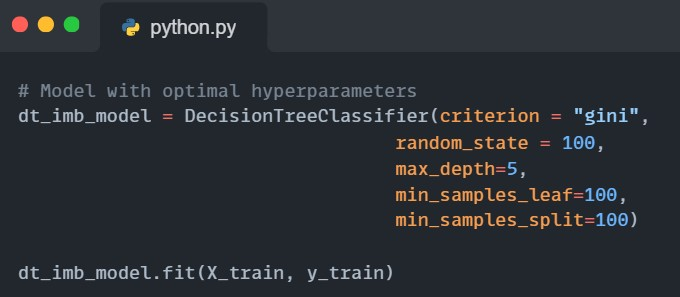 python.py
# Model with optimal hyperparameters
dt_imb_model = DecisionTreeClassifier(criterion = "gini",
random_state = 100,
max_depth=5,
min_samples_leaf=100,
min_samples_split=100)
dt_imb_model.fit(X_train, y_train)